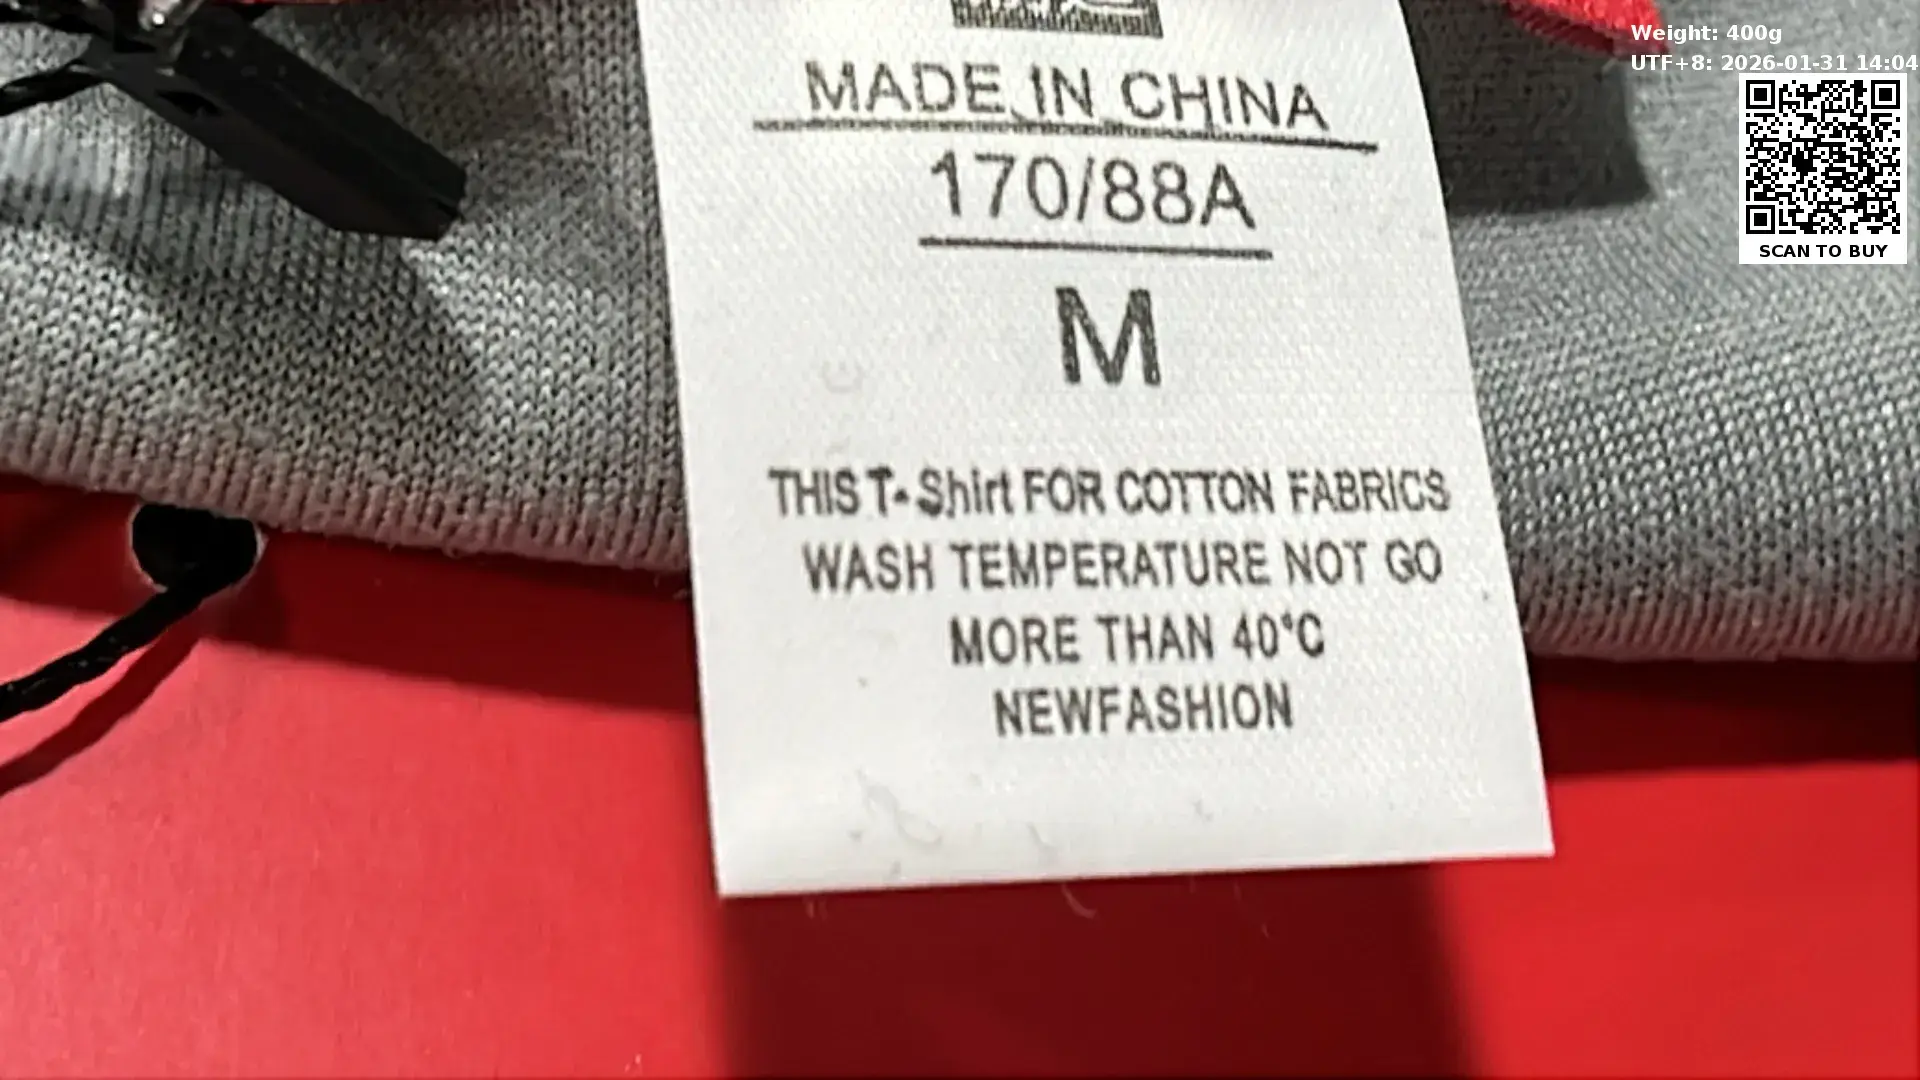 Weight: 400g
UTF+8: 2026-01-31 14:04
SCAN TO BUY
MADE IN CHINA
170/88A
M
THIS T-Shirt FOR COTTON FABRICS
WASH TEMPERATURE NOT GO
MORE THAN 40°C
NEWFASHION